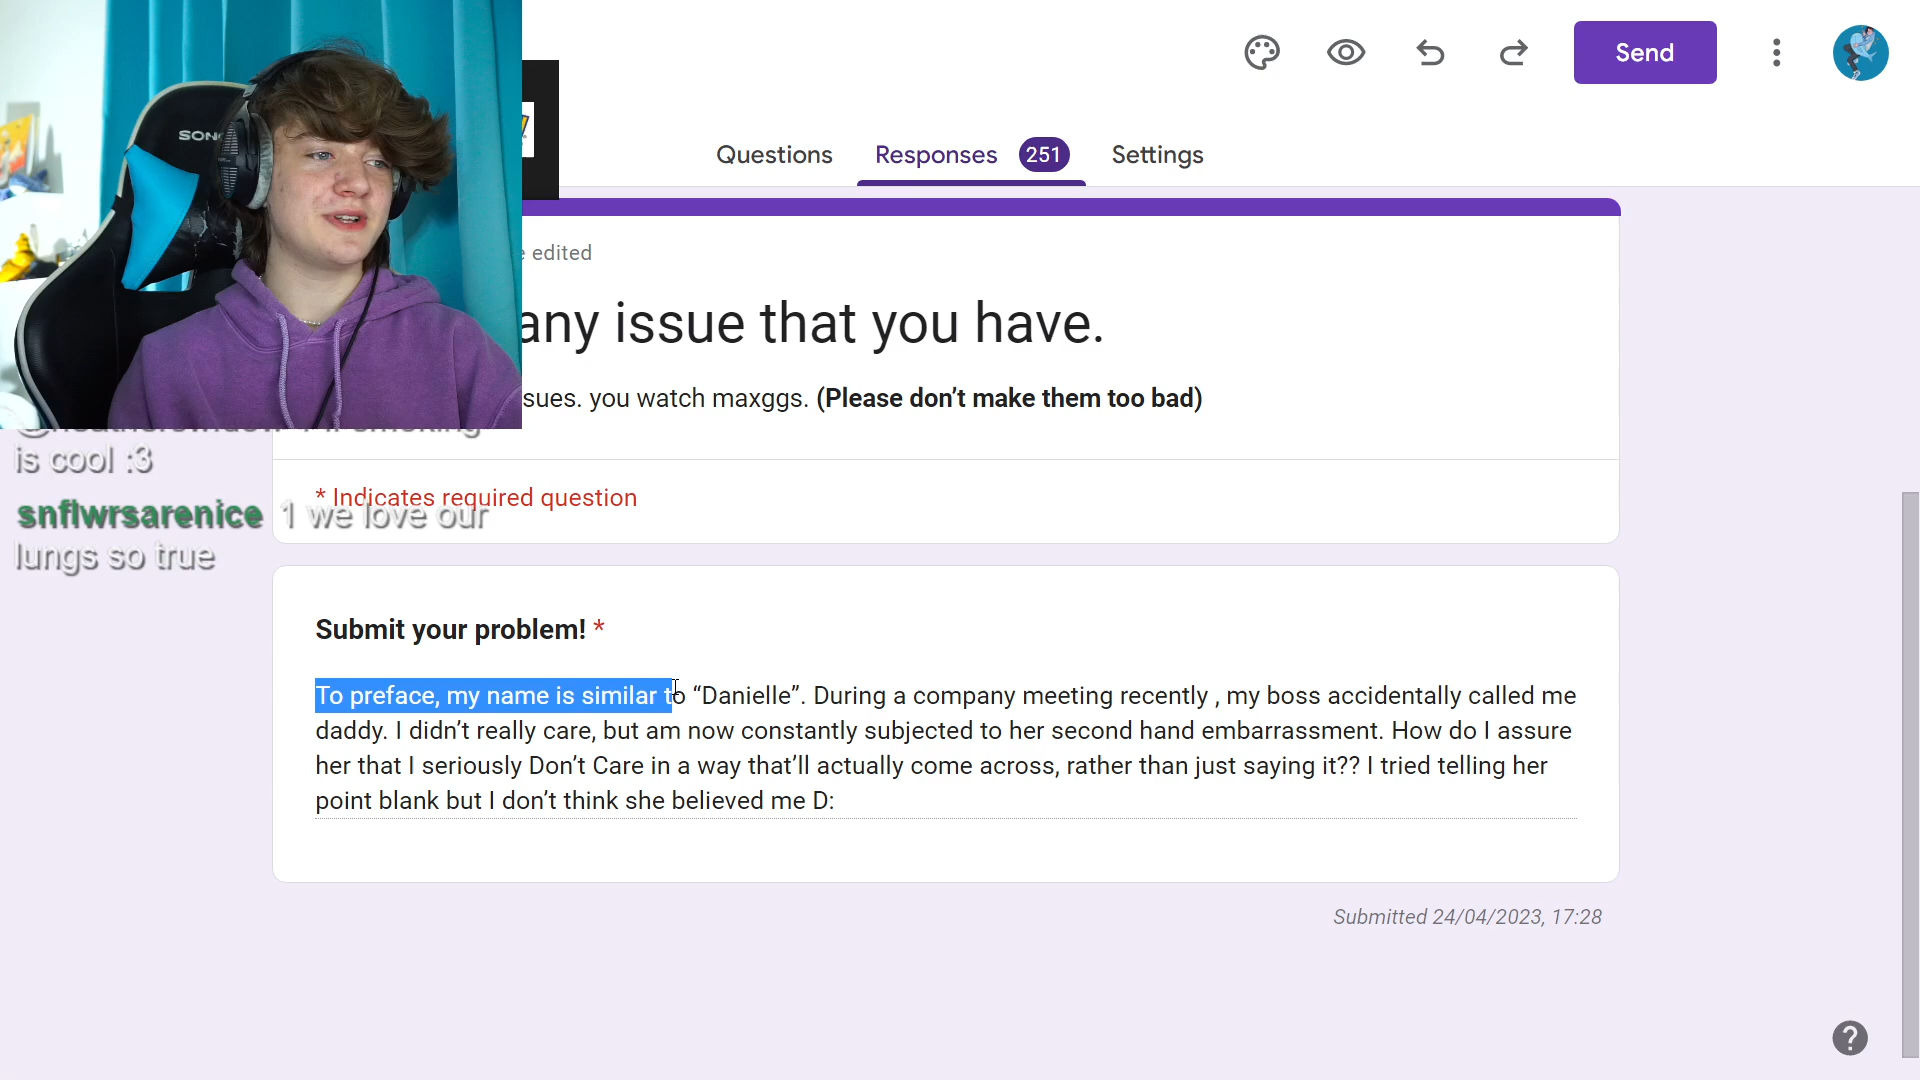 Send
SONG
Questions
Responses
251
Settings
edited
any issue that you have.
sues. you watch maxggs. (Please don't make them too bad)
is cool :3
* Indicates required question
snflwrsarenice 1 we love our
lungs so true
Submit your problem! *
To preface, my name is similar to “Danielle”. During a company meeting recently , my boss accidentally called me
daddy. I didn’t really care, but am now constantly subjected to her second hand embarrassment. How do I assure
her that I seriously Don’t Care in a way that’ll actually come across, rather than just saying it?? I tried telling her
point blank but I don’t think she believed me D:
Submitted 24/04/2023, 17:28